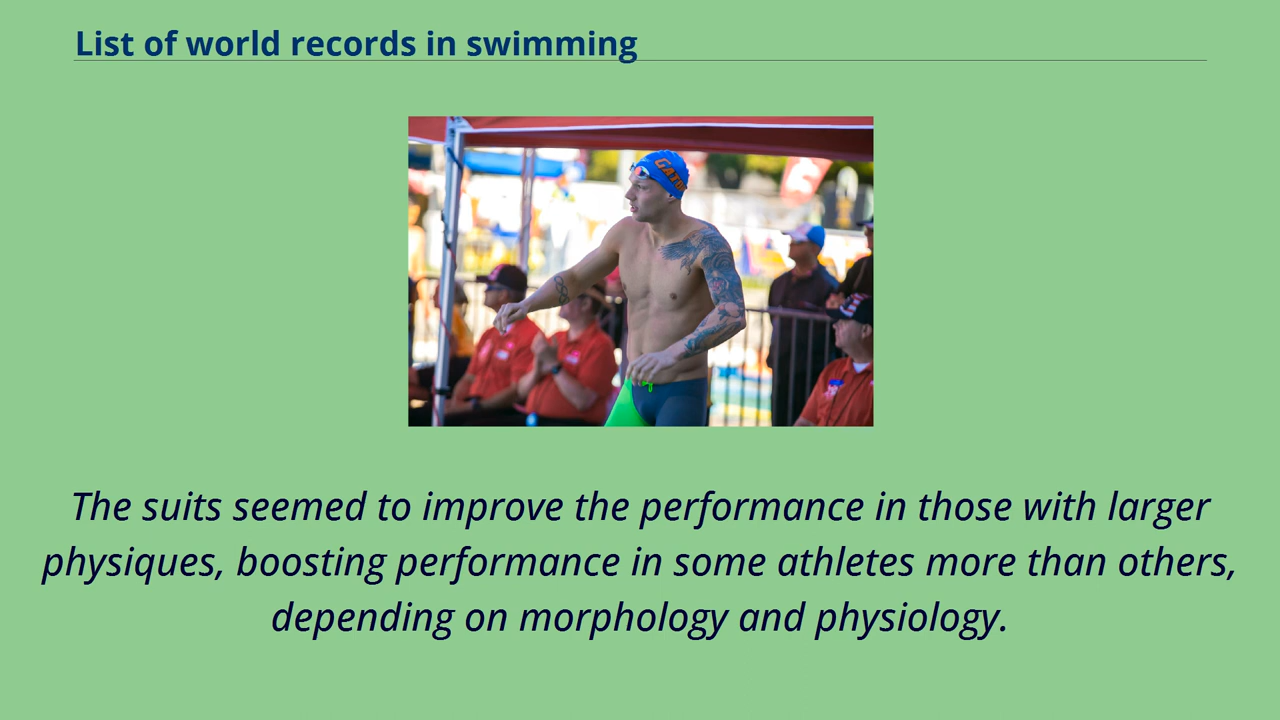 List of world records in swimming
GATO
The suits seemed to improve the performance in those with larger
physiques, boosting performance in some athletes more than others,
depending on morphology and physiology.